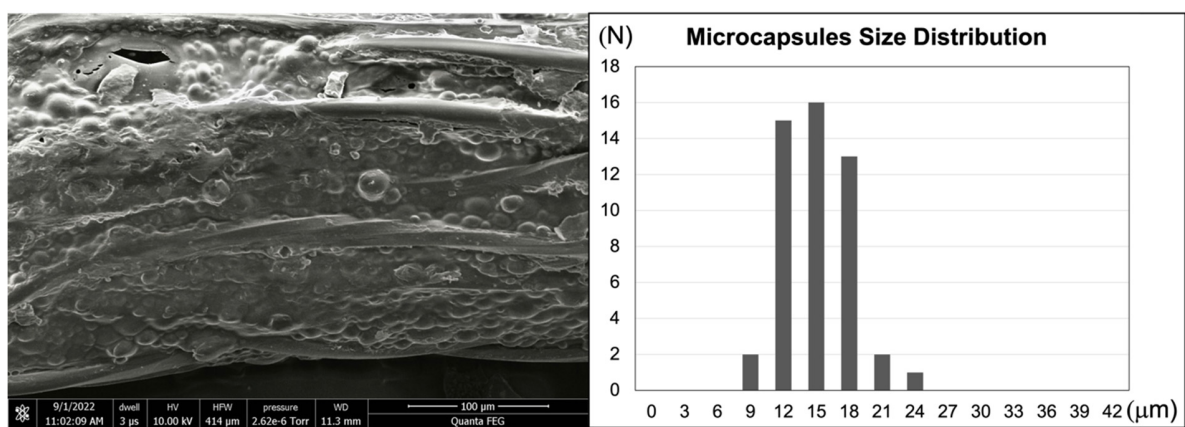 9/1/2022 dwell HV HFW pressure WD 100 µm
11:02:09 AM 3 µs 10.00 kV 414 µm 2.62e-6 Torr 11.3 mm Quanta FEG
(N) Microcapsules Size Distribution
18
16
14
12
10
8
6
4
2
0
0 3 6 9 12 15 18 21 24 27 30 33 36 39 42 (µm)